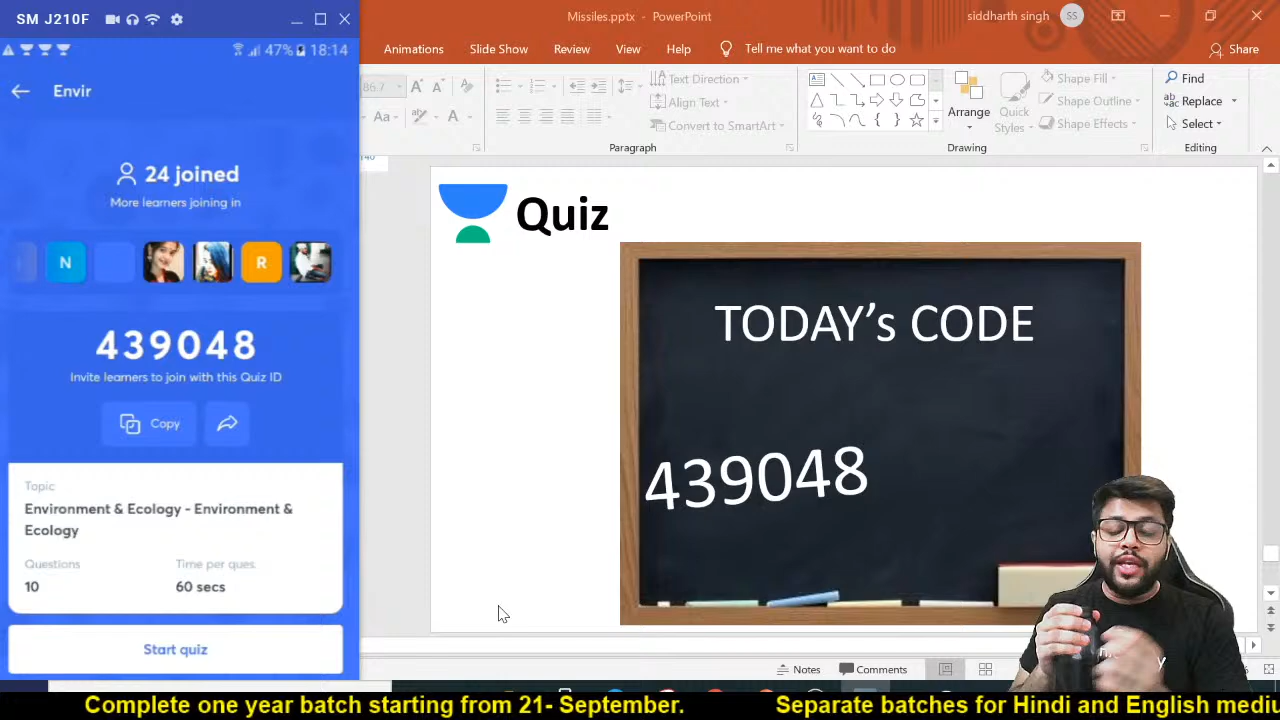 SM J210F
47% 18:14
Envir
24 joined
More learners joining in
N
R
439048
Invite learners to join with this Quiz ID
Copy
Topic
Environment & Ecology - Environment &
Ecology
Questions
Time per ques.
10
60 secs
Start quiz
Missiles.pptx - PowerPoint
siddharth singh
SS
Animations
Slide Show
Review
View
Help
Tell me what you want to do
Share
Text Direction
Align Text
Convert to SmartArt
Paragraph
Arrange
Quick
Styles
Shape Fill
Shape Outline
Shape Effects
Drawing
Find
Replace
Select
Editing
Quiz
TODAY's CODE
439048
Notes
Comments
Complete one year batch starting from 21- September.
Separate batches for Hindi and English mediu